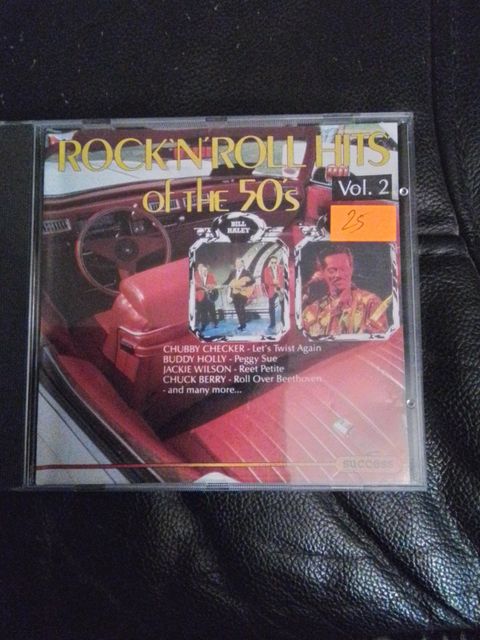 ROCK'N'ROLL HITS
of the 50's
Vol. 2
25
BILL
HALEY
CHUBBY CHECKER - Let's Twist Again
BUDDY HOLLY - Peggy Sue
JACKIE WILSON - Reet Petite
CHUCK BERRY - Roll Over Beethoven
- and many more...
success